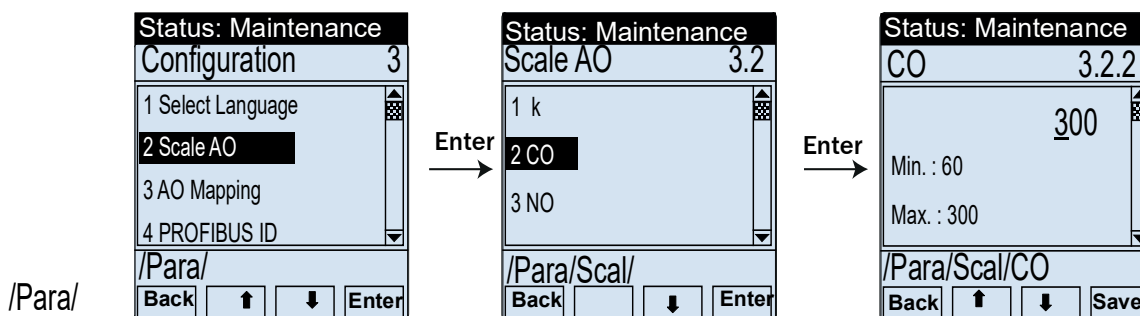 Status: Maintenance
Configuration 3
1 Select Language
2 Scale AO
3 AO Mapping
4 PROFIBUS ID
/Para/
Back Enter
Enter
Status: Maintenance
Scale AO 3.2
1 k
2 CO
3 NO
/Para/Scal/
Back Enter
Enter
Status: Maintenance
CO 3.2.2
300
Min. : 60
Max. : 300
/Para/Scal/CO
Back Save
/Para/